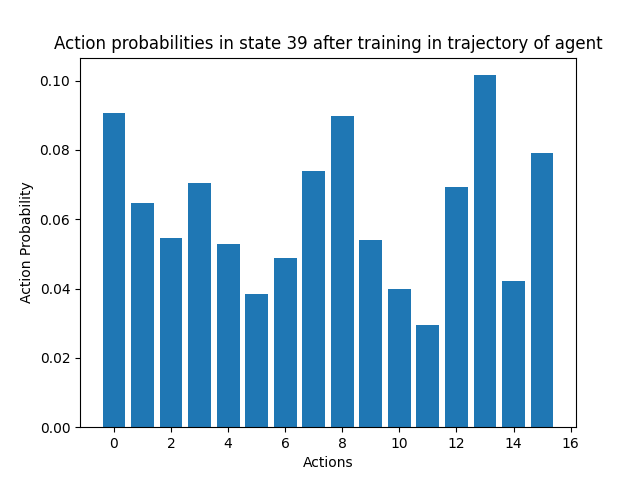 Action probabilities in state 39 after training in trajectory of agent
0.10
0.08
0.06
0.04
0.02
0.00
Action Probability
0 2 4 6 8 10 12 14 16
Actions